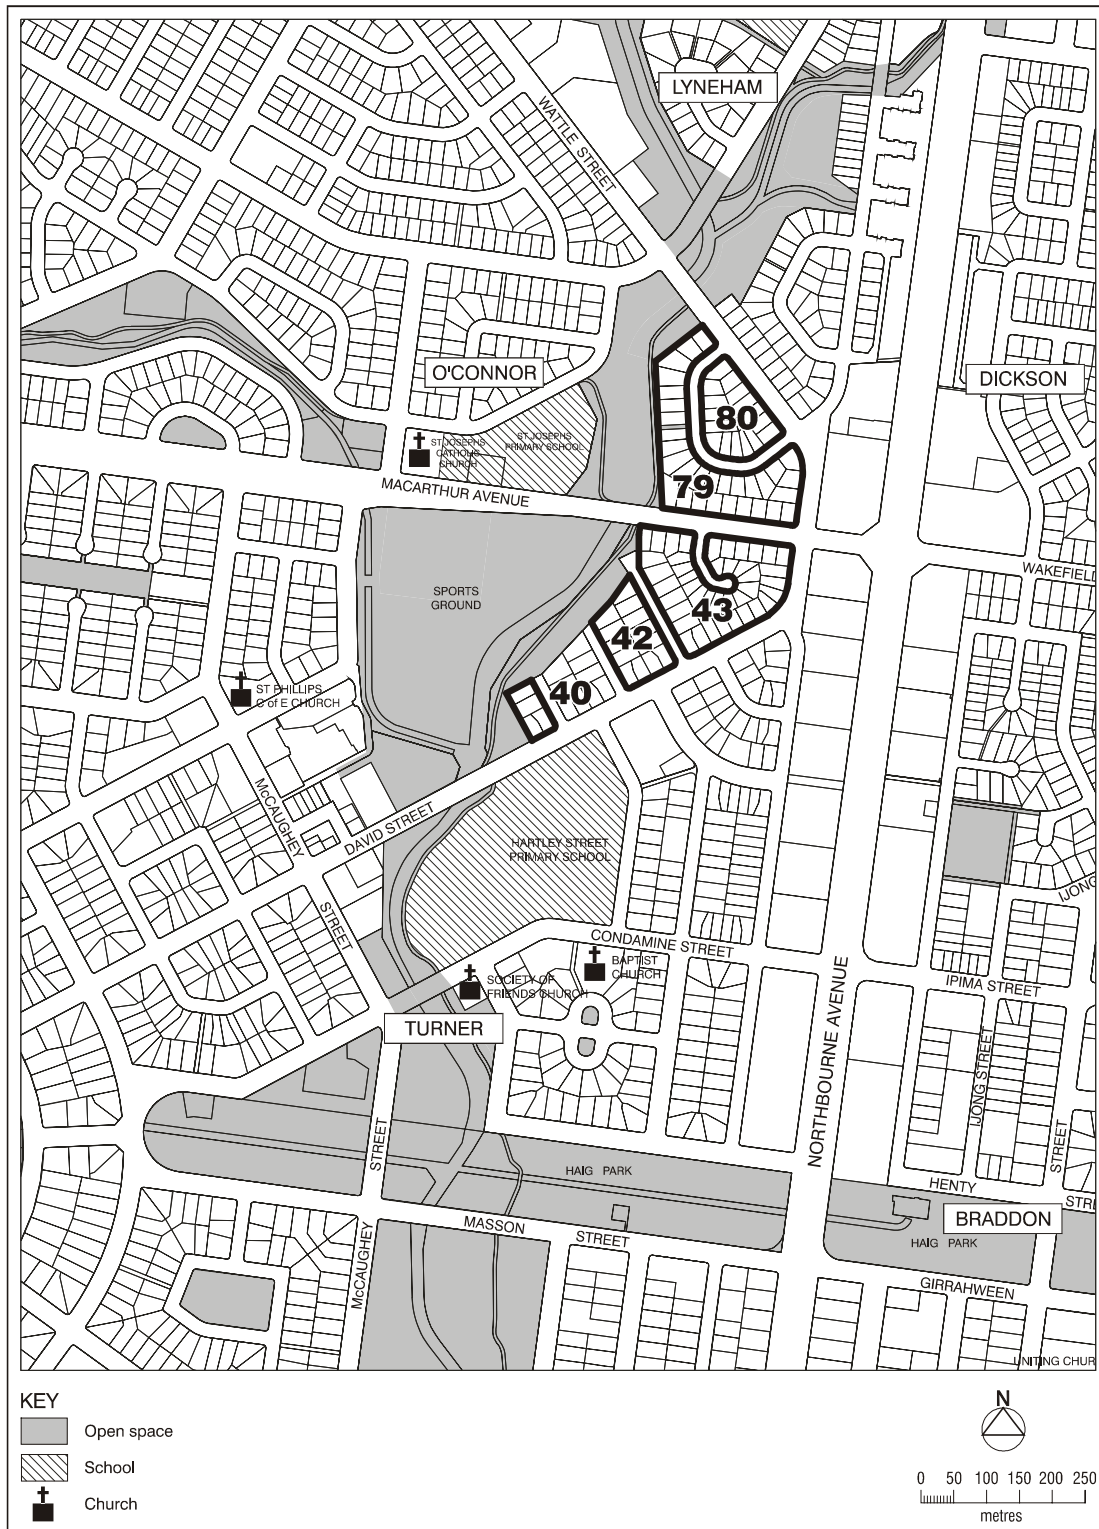 LYNEHAM
WATTLE STREET
O'CONNOR
DICKSON
80
ST JOSEPHS
CATHOLIC
CHURCH
ST JOSEPHS
PRIMARY SCHOOL
79
MACARTHUR AVENUE
WAKEFIELD
SPORTS
GROUND
43
42
40
ST PHILLIPS
C of E CHURCH
McCAUGHEY
STREET
DAVID STREET
HARTLEY STREET
PRIMARY SCHOOL
IJONG
CONDAMINE STREET
BAPTIST
CHURCH
SOCIETY OF
FRIENDS CHURCH
IPIMA STREET
TURNER
NORTHBOURNE AVENUE
IJONG STREET
STREET
STREET
HAIG PARK
HENTY
STRE
BRADDON
MASSON
STREET
HAIG PARK
McCAUGHEY
GIRRAHWEEN
UNITING CHUR
KEY
Open space
School
Church
N
0 50 100 150 200 250
metres